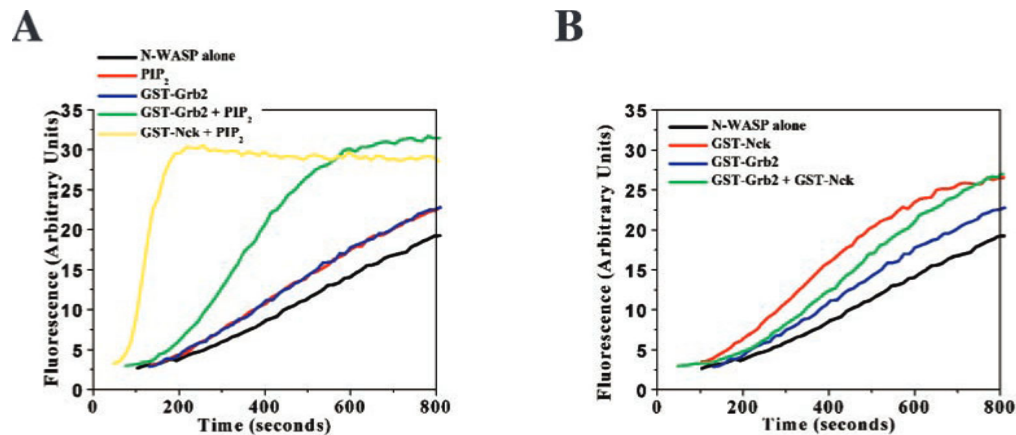 A
N-WASP alone
PIP2
GST-Grb2
GST-Grb2 + PIP2
GST-Nck + PIP2
Fluorescence (Arbitrary Units)
35
30
25
20
15
10
5
0
0 200 400 600 800
Time (seconds)
B
N-WASP alone
GST-Nck
GST-Grb2
GST-Grb2 + GST-Nck
Fluorescence (Arbitrary Units)
35
30
25
20
15
10
5
0
0 200 400 600 800
Time (seconds)